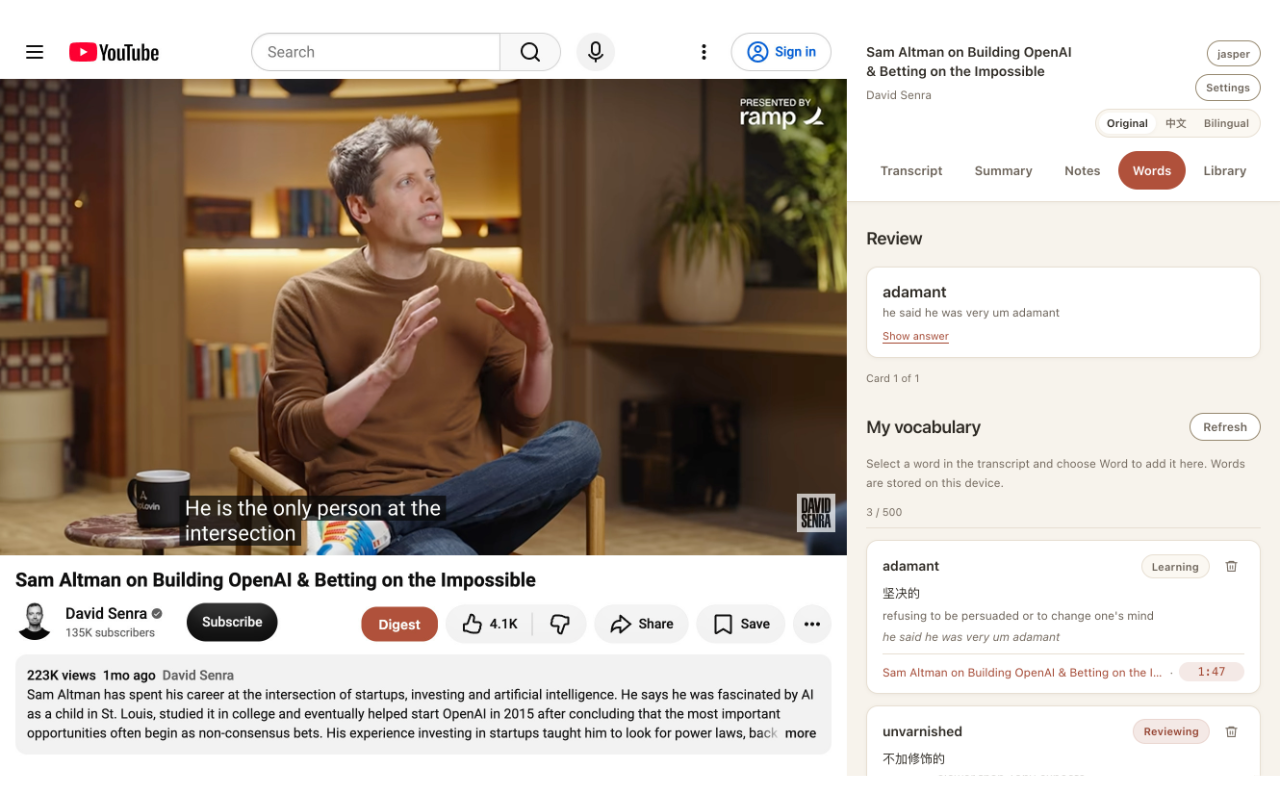 YouTube
Search
Sign in
PRESENTED BY
ramp
He is the only person at the
intersection
DAVID
SENRA
Sam Altman on Building OpenAI & Betting on the Impossible
David Senra
135K subscribers
Subscribe
Digest
4.1K
Share
Save
223K views 1mo ago David Senra
Sam Altman has spent his career at the intersection of startups, investing and artificial intelligence. He says he was fascinated by AI
as a child in St. Louis, studied it in college and eventually helped start OpenAI in 2015 after concluding that the most important
opportunities often begin as non-consensus bets. His experience investing in startups taught him to look for power laws, back more
Sam Altman on Building OpenAI
& Betting on the Impossible
David Senra
jasper
Settings
Original 中文 Bilingual
Transcript Summary Notes Words Library
Review
adamant
he said he was very um adamant
Show answer
Card 1 of 1
My vocabulary
Refresh
Select a word in the transcript and choose Word to add it here. Words
are stored on this device.
3 / 500
adamant
Learning
坚决的
refusing to be persuaded or to change one's mind
he said he was very um adamant
Sam Altman on Building OpenAI & Betting on the I... · 1:47
unvarnished
Reviewing
不加修饰的